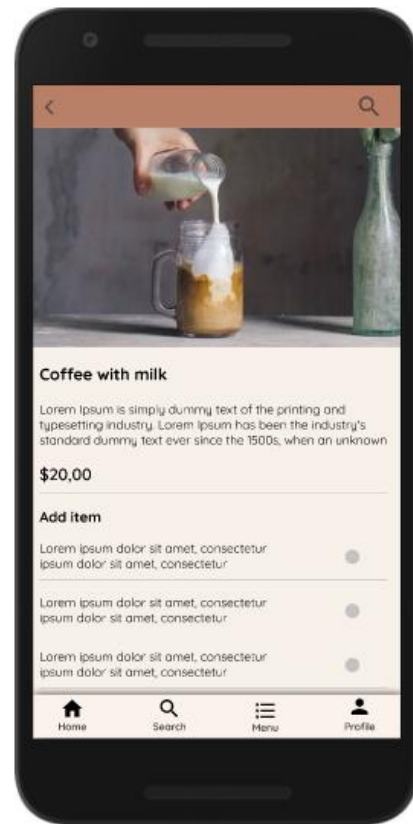 Coffee with milk
Lorem Ipsum is simply dummy text of the printing and
typesetting industry. Lorem Ipsum has been the industry's
standard dummy text ever since the 1500s, when an unknown
$20,00
Add item
Lorem ipsum dolor sit amet, consectetur
ipsum dolor sit amet, consectetur
Lorem ipsum dolor sit amet, consectetur
ipsum dolor sit amet, consectetur
Lorem ipsum dolor sit amet, consectetur
ipsum dolor sit amet, consectetur
Home Search Menu Profile